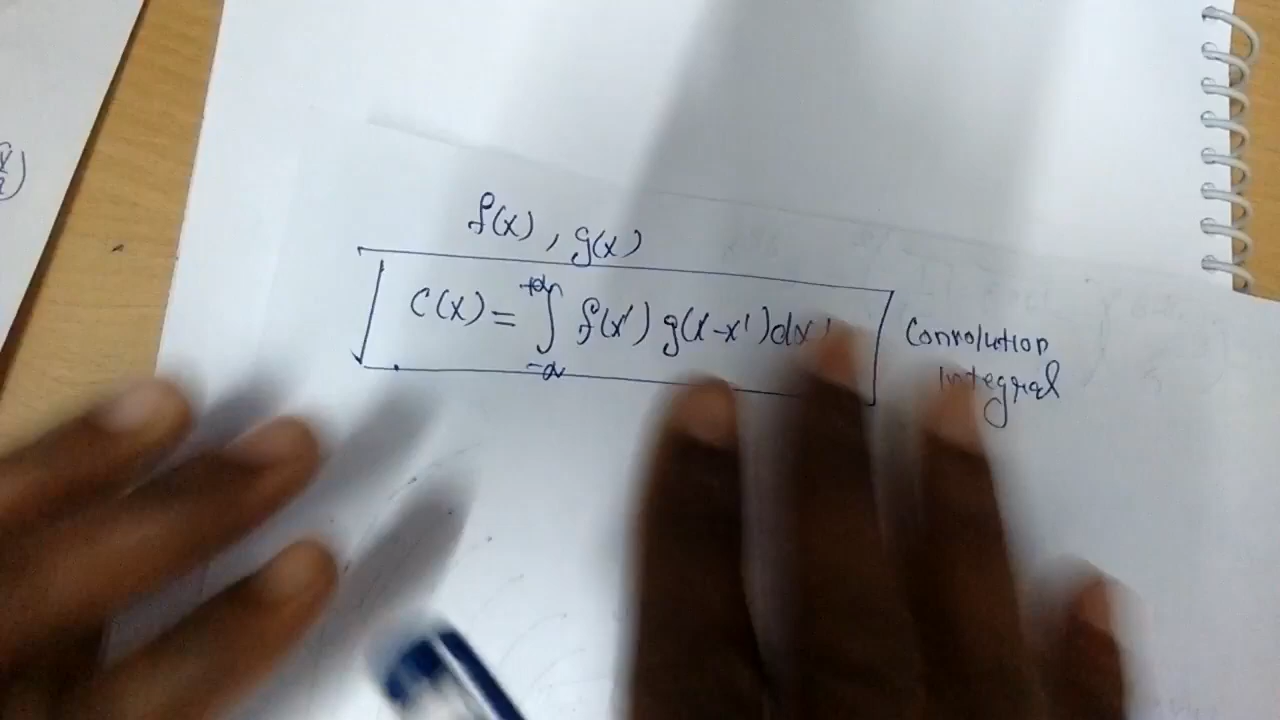 f(x), g(x)
C(x) = ∫ f(x') g(x-x')dx'
+∞
-∞
Convolution
Integral